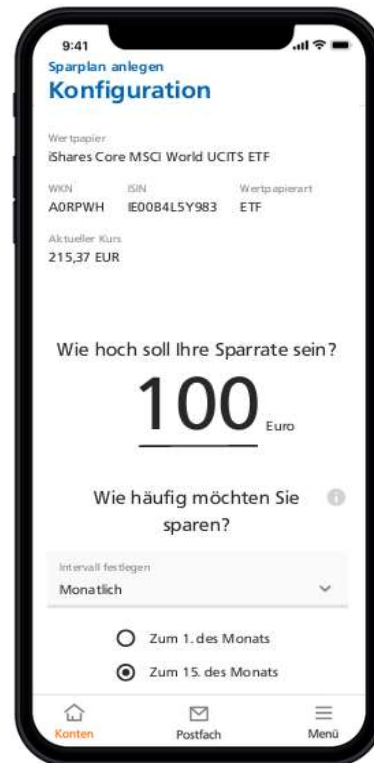 9:41
Sparplan anlegen
Konfiguration
Wertpapier
iShares Core MSCI World UCITS ETF
WKN ISIN Wertpapierart
A0RPWH IE00B4L5Y983 ETF
Aktueller Kurs
215,37 EUR
Wie hoch soll Ihre Sparrate sein?
100 Euro
Wie häufig möchten Sie
sparen?
Intervall festlegen
Monatlich
Zum 1. des Monats
Zum 15. des Monats
Konten Postfach Menü